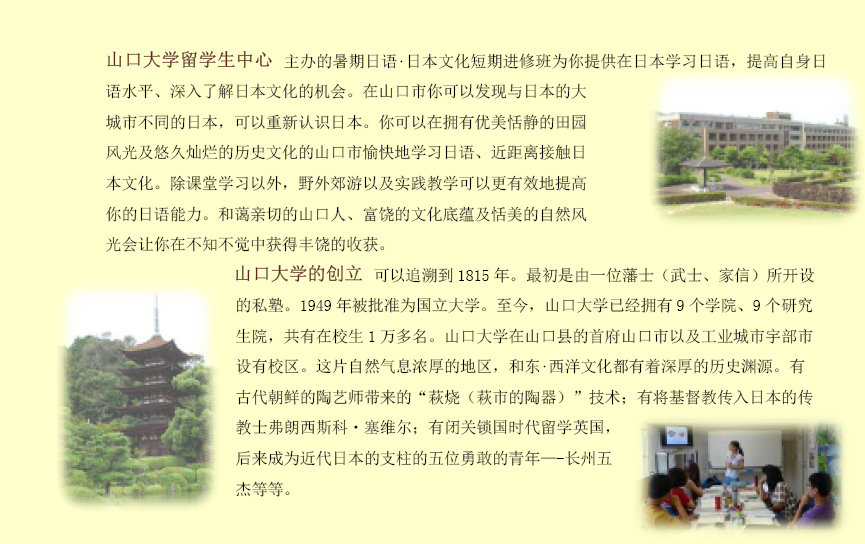 山口大学留学生中心 主办的暑期日语·日本文化短期进修班为你提供在日本学习日语，提高自身日
语水平、深入了解日本文化的机会。在山口市你可以发现与日本的大
城市不同的日本，可以重新认识日本。你可以在拥有优美恬静的田园
风光及悠久灿烂的历史文化的山口市愉快地学习日语、近距离接触日
本文化。除课堂学习以外，野外郊游以及实践教学可以更有效地提高
你的日语能力。和蔼亲切的山口人、富饶的文化底蕴及恬美的自然风
光会让你在不知不觉中获得丰饶的收获。
山口大学的创立 可以追溯到 1815 年。最初是由一位藩士（武士、家信）所开设
的私塾。1949 年被批准为国立大学。至今，山口大学已经拥有 9 个学院、9 个研究
生院，共有在校生 1 万多名。山口大学在山口县的首府山口市以及工业城市宇部市
设有校区。这片自然气息浓厚的地区，和东·西洋文化都有着深厚的历史渊源。有
古代朝鲜的陶艺师带来的“萩烧（萩市的陶器）”技术；有将基督教传入日本的传
教士弗朗西斯科・塞维尔；有闭关锁国时代留学英国，
后来成为近代日本的支柱的五位勇敢的青年—-长州五
杰等等。